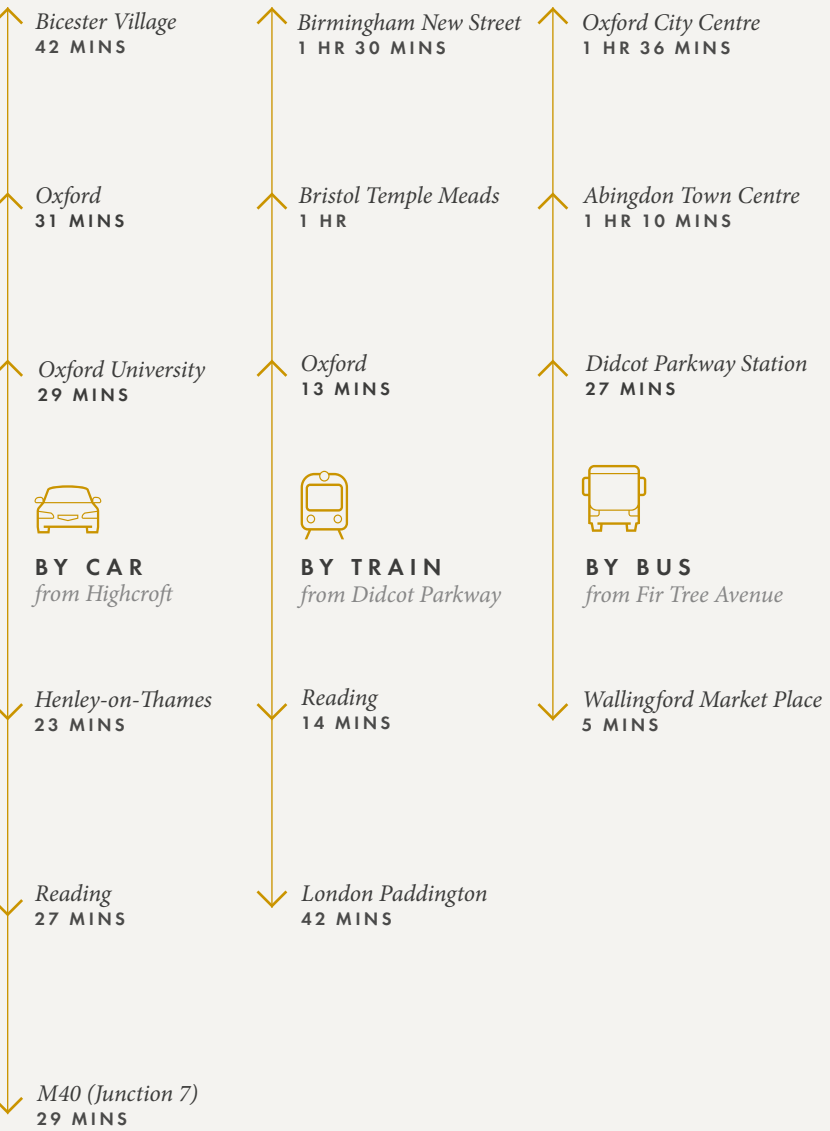 Bicester Village
42 MINS
Oxford
31 MINS
Oxford University
29 MINS
BY CAR
from Highcroft
Henley-on-Thames
23 MINS
Reading
27 MINS
M40 (Junction 7)
29 MINS
Birmingham New Street
1 HR 30 MINS
Bristol Temple Meads
1 HR
Oxford
13 MINS
BY TRAIN
from Didcot Parkway
Reading
14 MINS
London Paddington
42 MINS
Oxford City Centre
1 HR 36 MINS
Abingdon Town Centre
1 HR 10 MINS
Didcot Parkway Station
27 MINS
BY BUS
from Fir Tree Avenue
Wallingford Market Place
5 MINS